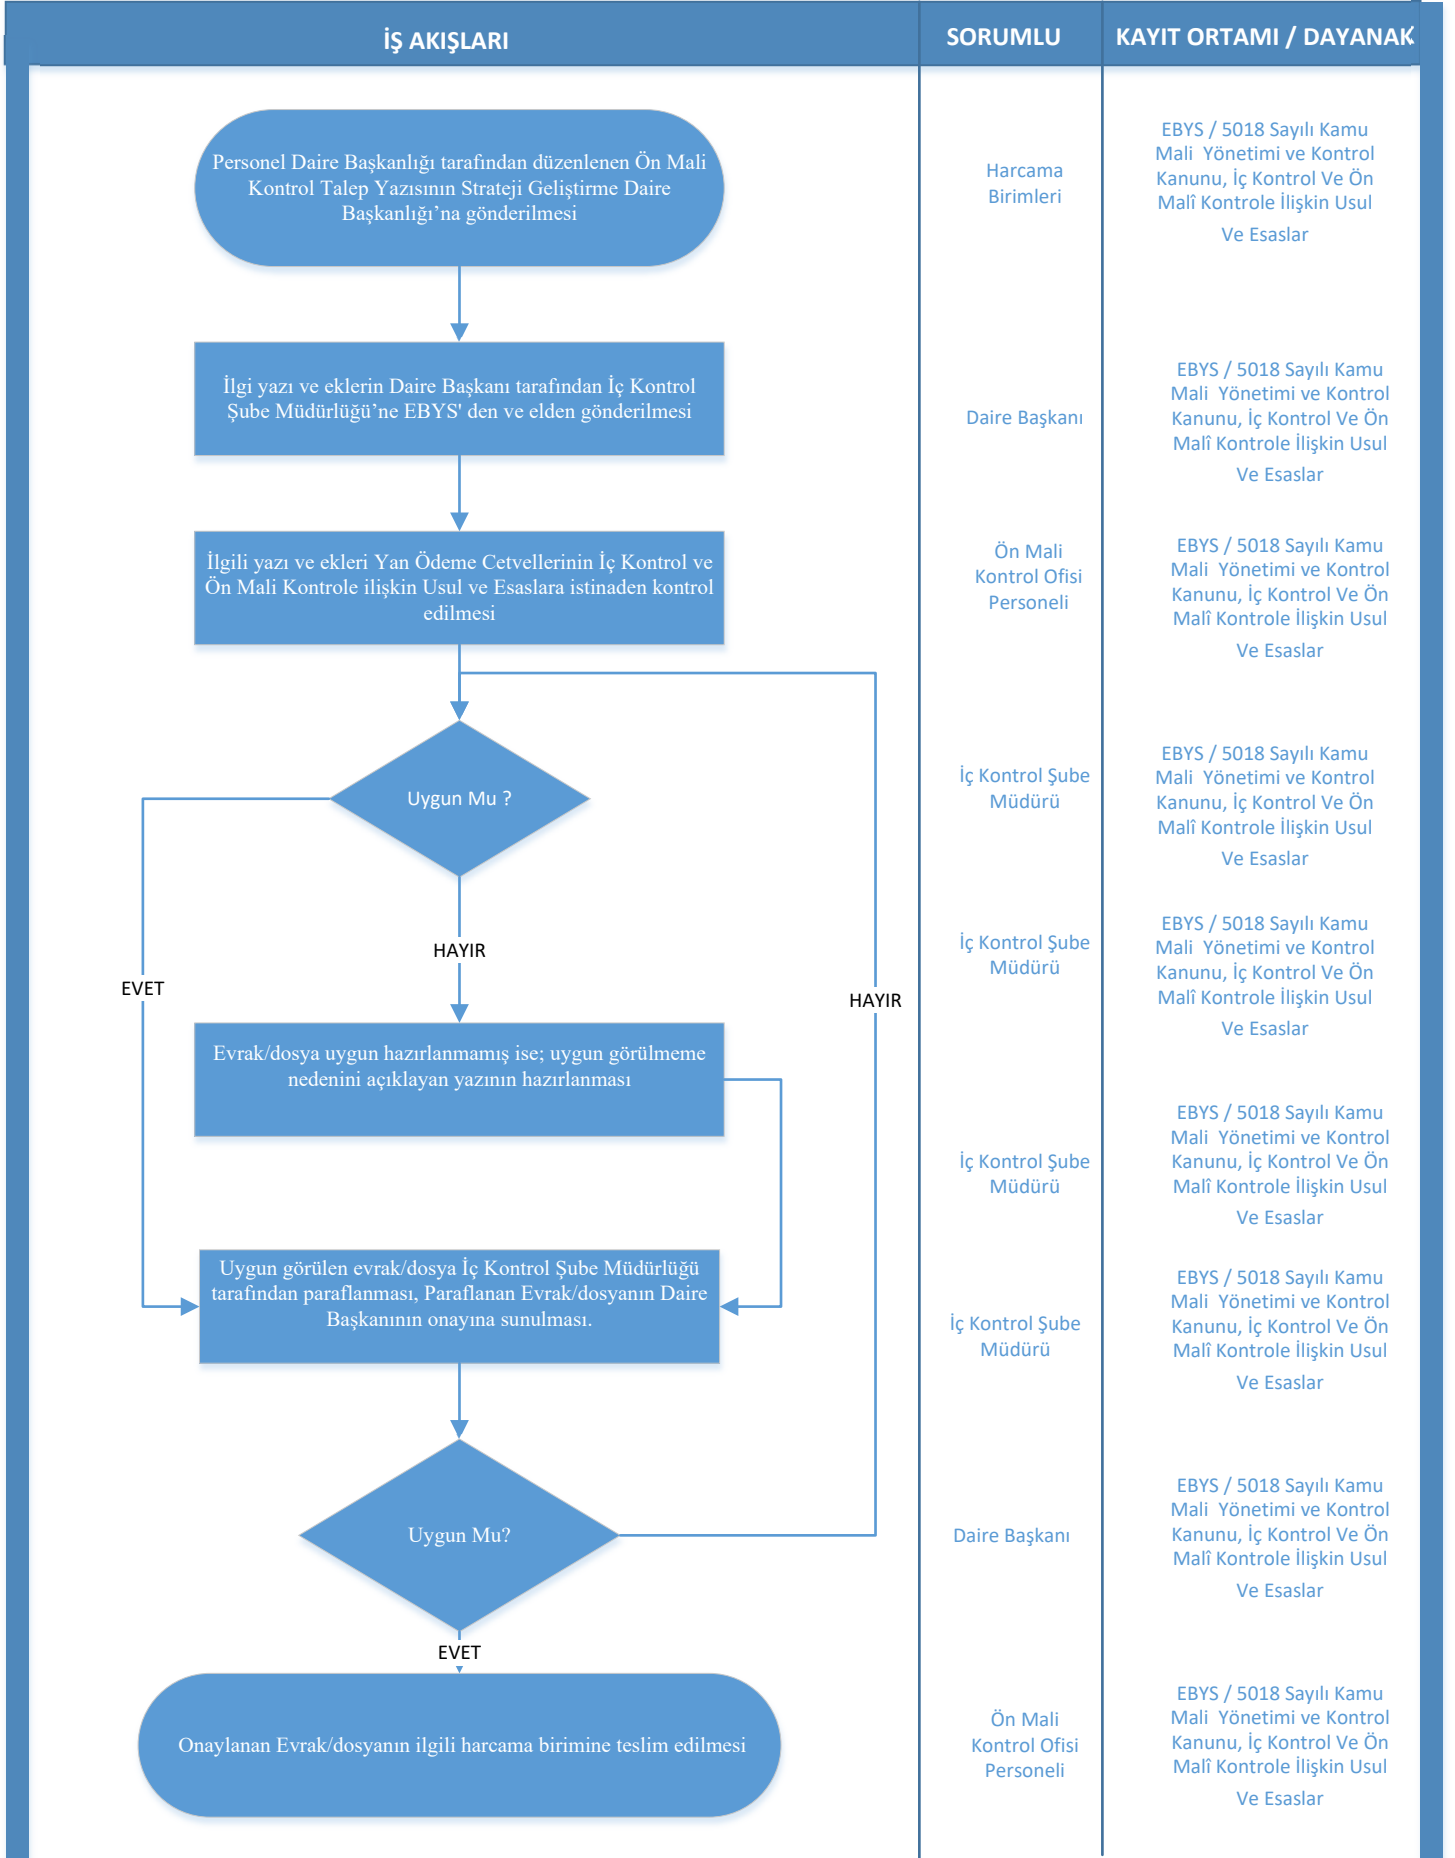 İŞ AKIŞLARI
SORUMLU
KAYIT ORTAMI / DAYANAK
Personel Daire Başkanlığı tarafından düzenlenen Ön Mali
Kontrol Talep Yazısının Strateji Geliştirme Daire
Başkanlığı’na gönderilmesi
Harcama
Birimleri
EBYS / 5018 Sayılı Kamu
Mali Yönetimi ve Kontrol
Kanunu, İç Kontrol Ve Ön
Malî Kontrole İlişkin Usul
Ve Esaslar
İlgi yazı ve eklerin Daire Başkanı tarafından İç Kontrol
Şube Müdürlüğü’ne EBYS' den ve elden gönderilmesi
Daire Başkanı
EBYS / 5018 Sayılı Kamu
Mali Yönetimi ve Kontrol
Kanunu, İç Kontrol Ve Ön
Malî Kontrole İlişkin Usul
Ve Esaslar
İlgili yazı ve ekleri Yan Ödeme Cetvellerinin İç Kontrol ve
Ön Mali Kontrole ilişkin Usul ve Esaslara istinaden kontrol
edilmesi
Ön Mali
Kontrol Ofisi
Personeli
EBYS / 5018 Sayılı Kamu
Mali Yönetimi ve Kontrol
Kanunu, İç Kontrol Ve Ön
Malî Kontrole İlişkin Usul
Ve Esaslar
Uygun Mu ?
İç Kontrol Şube
Müdürü
EBYS / 5018 Sayılı Kamu
Mali Yönetimi ve Kontrol
Kanunu, İç Kontrol Ve Ön
Malî Kontrole İlişkin Usul
Ve Esaslar
HAYIR
EVET
HAYIR
İç Kontrol Şube
Müdürü
EBYS / 5018 Sayılı Kamu
Mali Yönetimi ve Kontrol
Kanunu, İç Kontrol Ve Ön
Malî Kontrole İlişkin Usul
Ve Esaslar
Evrak/dosya uygun hazırlanmamış ise; uygun görülmeme
nedenini açıklayan yazının hazırlanması
İç Kontrol Şube
Müdürü
EBYS / 5018 Sayılı Kamu
Mali Yönetimi ve Kontrol
Kanunu, İç Kontrol Ve Ön
Malî Kontrole İlişkin Usul
Ve Esaslar
Uygun görülen evrak/dosya İç Kontrol Şube Müdürlüğü
tarafından paraflanması, Paraflanan Evrak/dosyanın Daire
Başkanının onayına sunulması.
İç Kontrol Şube
Müdürü
EBYS / 5018 Sayılı Kamu
Mali Yönetimi ve Kontrol
Kanunu, İç Kontrol Ve Ön
Malî Kontrole İlişkin Usul
Ve Esaslar
Uygun Mu?
Daire Başkanı
EBYS / 5018 Sayılı Kamu
Mali Yönetimi ve Kontrol
Kanunu, İç Kontrol Ve Ön
Malî Kontrole İlişkin Usul
Ve Esaslar
EVET
Onaylanan Evrak/dosyanın ilgili harcama birimine teslim edilmesi
Ön Mali
Kontrol Ofisi
Personeli
EBYS / 5018 Sayılı Kamu
Mali Yönetimi ve Kontrol
Kanunu, İç Kontrol Ve Ön
Malî Kontrole İlişkin Usul
Ve Esaslar